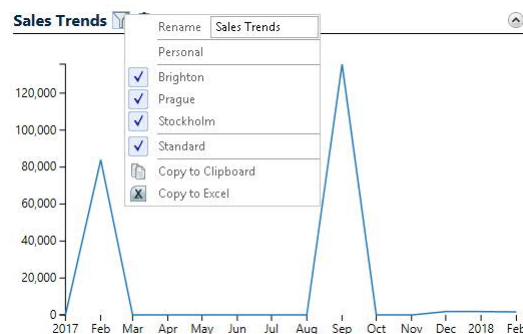 Sales Trends
Rename Sales Trends
Personal
Brighton
Prague
Stockholm
Standard
Copy to Clipboard
Copy to Excel
120,000
100,000
80,000
60,000
40,000
20,000
0
2017 Feb Mar Apr May Jun Jul Aug Sep Oct Nov Dec 2018 Feb